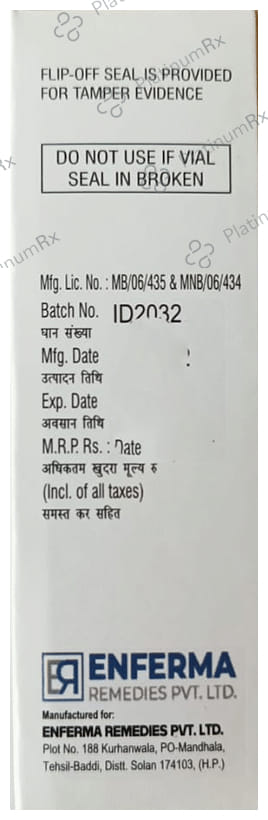 FLIP-OFF SEAL IS PROVIDED
FOR TAMPER EVIDENCE
DO NOT USE IF VIAL
SEAL IN BROKEN
Mfg. Lic. No. : MB/06/435 & MNB/06/434
Batch No. ID2032
घान संख्या
Mfg. Date
उत्पादन तिथि
Exp. Date
अवसान तिथि
M.R.P. Rs. : Date
अधिकतम खुदरा मूल्य रु
(Incl. of all taxes)
समस्त कर सहित
ER ENFERMA
REMEDIES PVT. LTD.
Manufactured for:
ENFERMA REMEDIES PVT. LTD.
Plot No. 188 Kurhanwala, PO-Mandhala,
Tehsil-Baddi, Distt. Solan 174103, (H.P.)
PlatinumRx
PlatinumRx